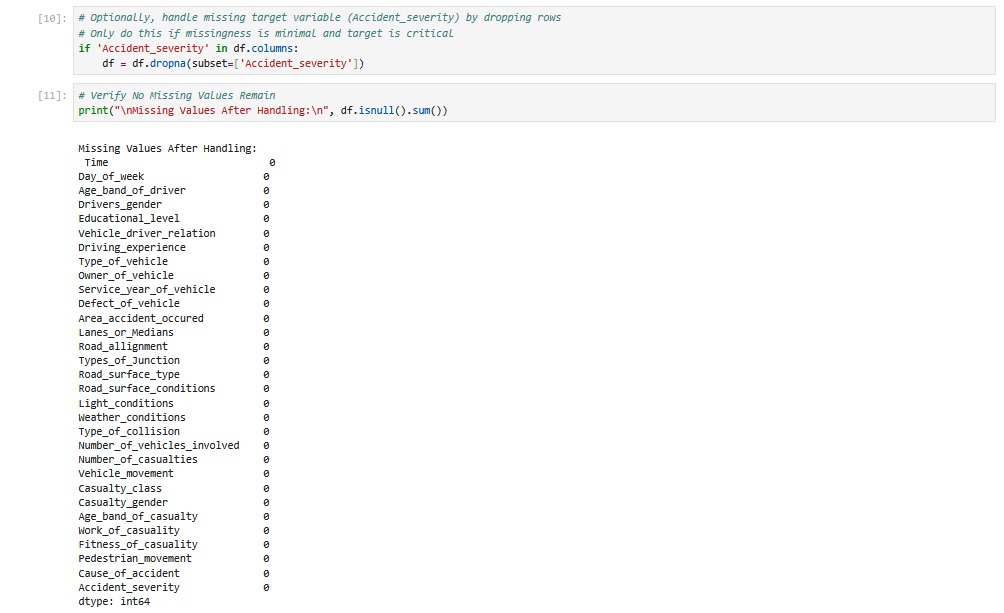 [10]: # Optionally, handle missing target variable (Accident_severity) by dropping rows
# Only do this if missingness is minimal and target is critical
if 'Accident_severity' in df.columns:
    df = df.dropna(subset=['Accident_severity'])
[11]: # Verify No Missing Values Remain
print("\nMissing Values After Handling:\n", df.isnull().sum())
Missing Values After Handling:
 Time                         0
Day_of_week                  0
Age_band_of_driver           0
Drivers_gender               0
Educational_level            0
Vehicle_driver_relation      0
Driving_experience           0
Type_of_vehicle              0
Owner_of_vehicle             0
Service_year_of_vehicle      0
Defect_of_vehicle            0
Area_accident_occured        0
Lanes_or_Medians             0
Road_allignment              0
Types_of_Junction            0
Road_surface_type            0
Road_surface_conditions      0
Light_conditions             0
Weather_conditions           0
Type_of_collision            0
Number_of_vehicles_involved  0
Number_of_casualties         0
Vehicle_movement             0
Casualty_class               0
Casualty_gender              0
Age_band_of_casualty         0
Work_of_casuality            0
Fitness_of_casuality         0
Pedestrian_movement          0
Cause_of_accident            0
Accident_severity            0
dtype: int64